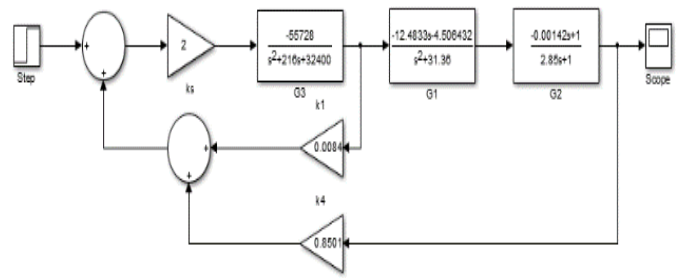 +
+
Step
2
ks
-55728
s2+216s+32400
G3
-12.4833s-4.506432
s2+31.36
G1
-0.00142s+1
2.86s+1
G2
Scope
k1
0.0084
+
+
k4
0.8501